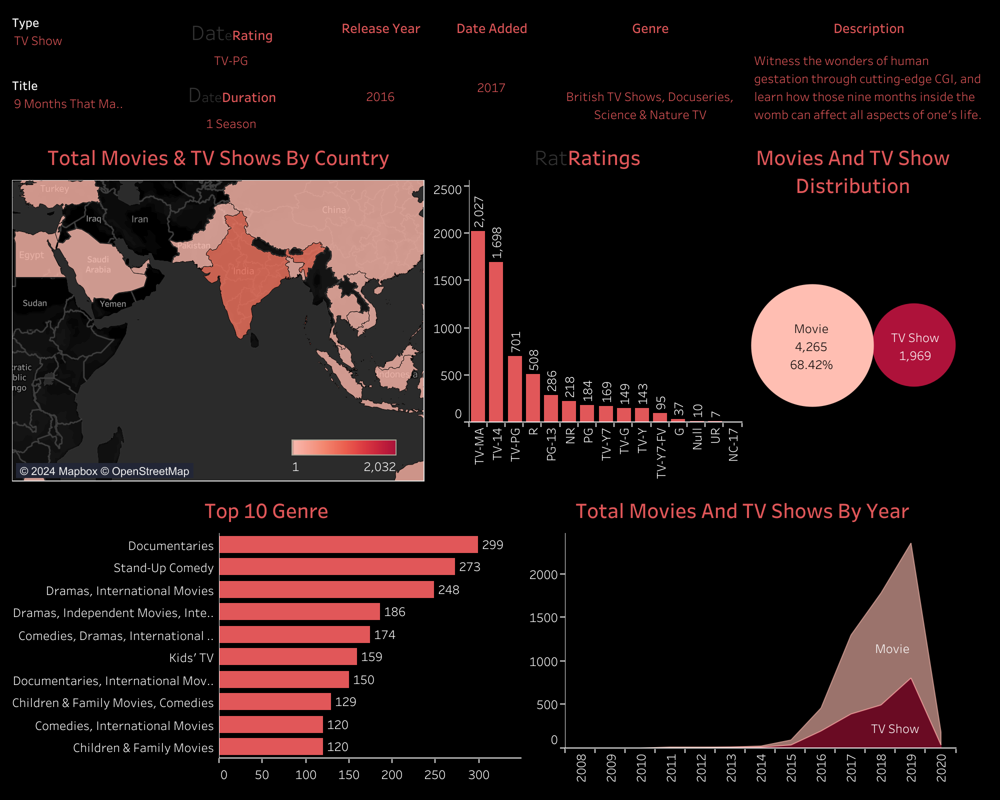 Type
TV Show
Title
9 Months That Ma..
DateRating
TV-PG
DateDuration
1 Season
Release Year
2016
Date Added
2017
Genre
British TV Shows, Docuseries,
Science & Nature TV
Description
Witness the wonders of human
gestation through cutting-edge CGI, and
learn how those nine months inside the
womb can affect all aspects of one's life.
Total Movies & TV Shows By Country
Turkey
Iraq
Iran
China
Pakistan
Egypt
Saudi
Arabia
India
Sudan
Yemen
cratic
blic
ngo
Indonesia
1
2,032
© 2024 Mapbox © OpenStreetMap
RatRatings
2500
2000
1500
1000
500
0
2,027
1,698
701
508
286
218
184
169
149
143
95
37
10
7
TV-MA
TV-14
TV-PG
R
PG-13
NR
PG
TV-Y7
TV-G
TV-Y
TV-Y7-FV
G
Null
UR
NC-17
Movies And TV Show
Distribution
Movie
4,265
68.42%
TV Show
1,969
Top 10 Genre
Documentaries 299
Stand-Up Comedy 273
Dramas, International Movies 248
Dramas, Independent Movies, Inte.. 186
Comedies, Dramas, International .. 174
Kids' TV 159
Documentaries, International Mov.. 150
Children & Family Movies, Comedies 129
Comedies, International Movies 120
Children & Family Movies 120
0 50 100 150 200 250 300
Total Movies And TV Shows By Year
2000
1500
1000
500
0
Movie
TV Show
2008
2009
2010
2011
2012
2013
2014
2015
2016
2017
2018
2019
2020